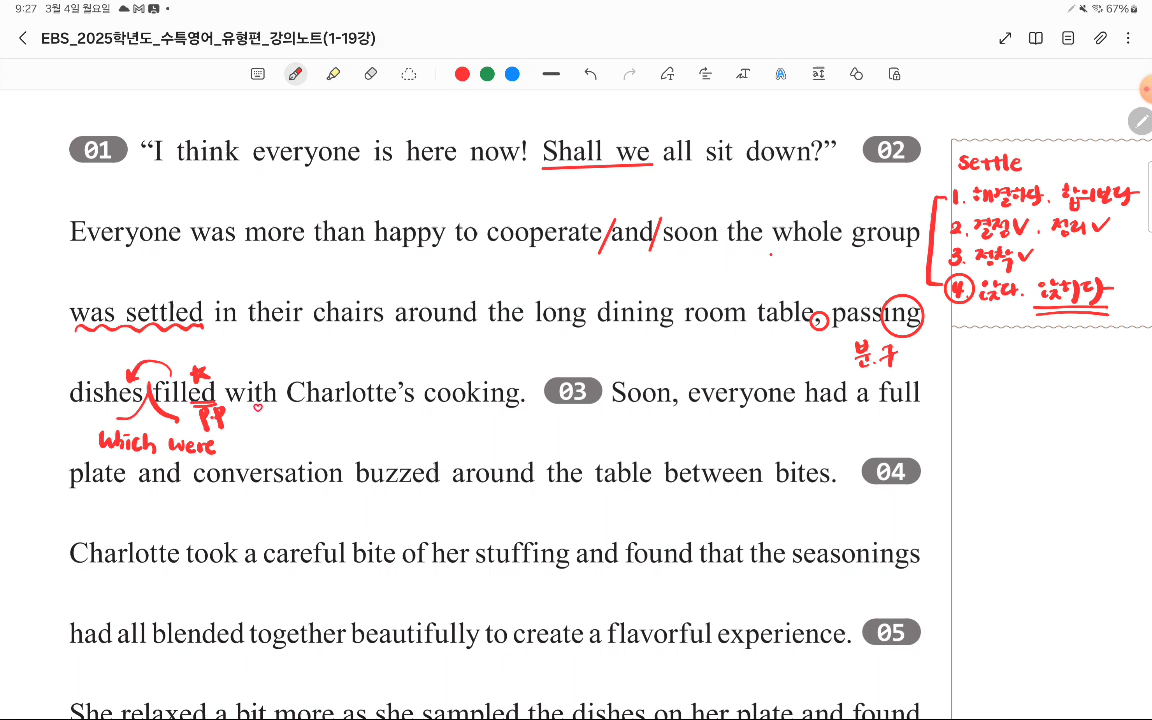 9:27 3월 4일 월요일
67%
EBS_2025학년도_수특영어_유형편_강의노트(1-19강)
01 “I think everyone is here now! Shall we all sit down?” 02
Everyone was more than happy to cooperate/and/soon the whole group
was settled in their chairs around the long dining room table, passing
분.구
dishes filled with Charlotte’s cooking. 03 Soon, everyone had a full
p.p
which were
plate and conversation buzzed around the table between bites. 04
Charlotte took a careful bite of her stuffing and found that the seasonings
had all blended together beautifully to create a flavorful experience. 05
She relaxed a bit more as she sampled the dishes on her plate and found
settle
1. 해결하다. 합의보다
2. 결정v. 정리v
3. 정착v
4. 앉다. 앉히다